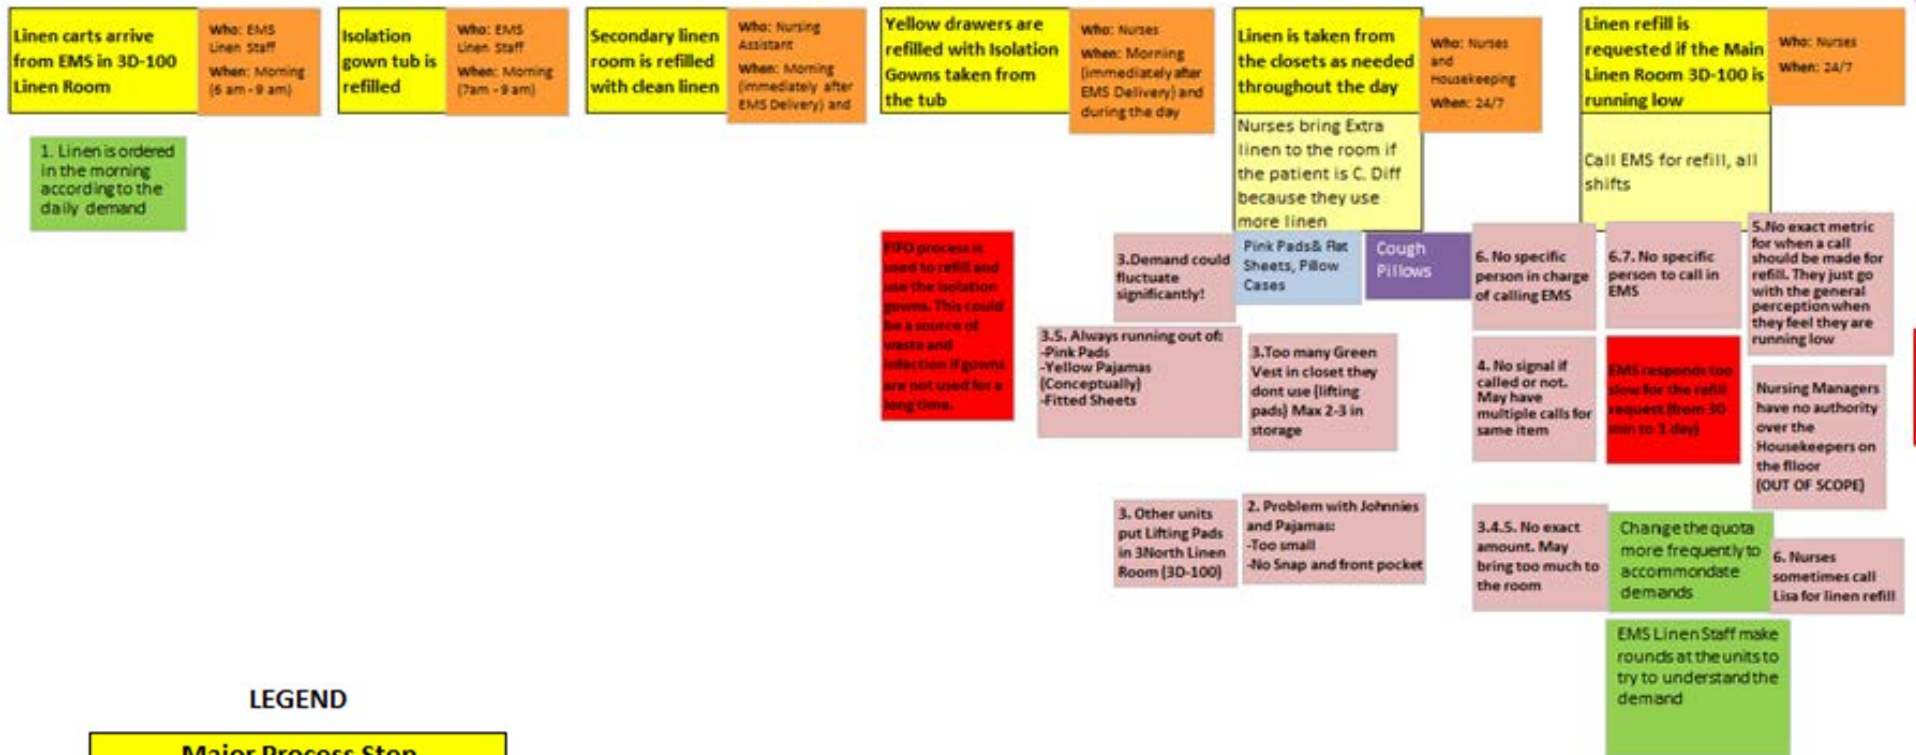 Linen carts arrive
from EMS in 3D-100
Linen Room
Who: EMS
Linen Staff
When: Morning
(6 am - 9 am)
Isolation
gown tub is
refilled
Who: EMS
Linen Staff
When: Morning
(7am - 9 am)
Secondary linen
room is refilled
with clean linen
Who: Nursing
Assistant
When: Morning
(immediately after
EMS Delivery) and
Yellow drawers are
refilled with Isolation
Gowns taken from
the tub
Who: Nurses
When: Morning
(immediately after
EMS Delivery) and
during the day
Linen is taken from
the closets as needed
throughout the day
Who: Nurses
and
Housekeeping
When: 24/7
Linen refill is
requested if the Main
Linen Room 3D-100 is
running low
Who: Nurses
When: 24/7
1. Linen is ordered
in the morning
according to the
daily demand
Nurses bring Extra
linen to the room if
the patient is C. Diff
because they use
more linen
Call EMS for refill, all
shifts
FIFO process is
used to refill and
use the isolation
gowns. This could
be a source of
waste and
infection if gowns
are not used for a
long time.
3.Demand could
fluctuate
significantly!
Pink Pads& Flat
Sheets, Pillow
Cases
Cough
Pillows
6. No specific
person in charge
of calling EMS
6.7. No specific
person to call in
EMS
5.No exact metric
for when a call
should be made for
refill. They just go
with the general
perception when
they feel they are
running low
3.5. Always running out of:
-Pink Pads
-Yellow Pajamas
(Conceptually)
-Fitted Sheets
3.Too many Green
Vest in closet they
dont use (lifting
pads) Max 2-3 in
storage
4. No signal if
called or not.
May have
multiple calls for
same item
EMS responds too
slow for the refill
request (from 30
min to 1 day)
Nursing Managers
have no authority
over the
Housekeepers on
the flloor
(OUT OF SCOPE)
3. Other units
put Lifting Pads
in 3North Linen
Room (3D-100)
2. Problem with Johnnies
and Pajamas:
-Too small
-No Snap and front pocket
3.4.5. No exact
amount. May
bring too much to
the room
Change the quota
more frequently to
accommondate
demands
6. Nurses
sometimes call
Lisa for linen refill
EMS Linen Staff make
rounds at the units to
try to understand the
demand
LEGEND
Major Process Step